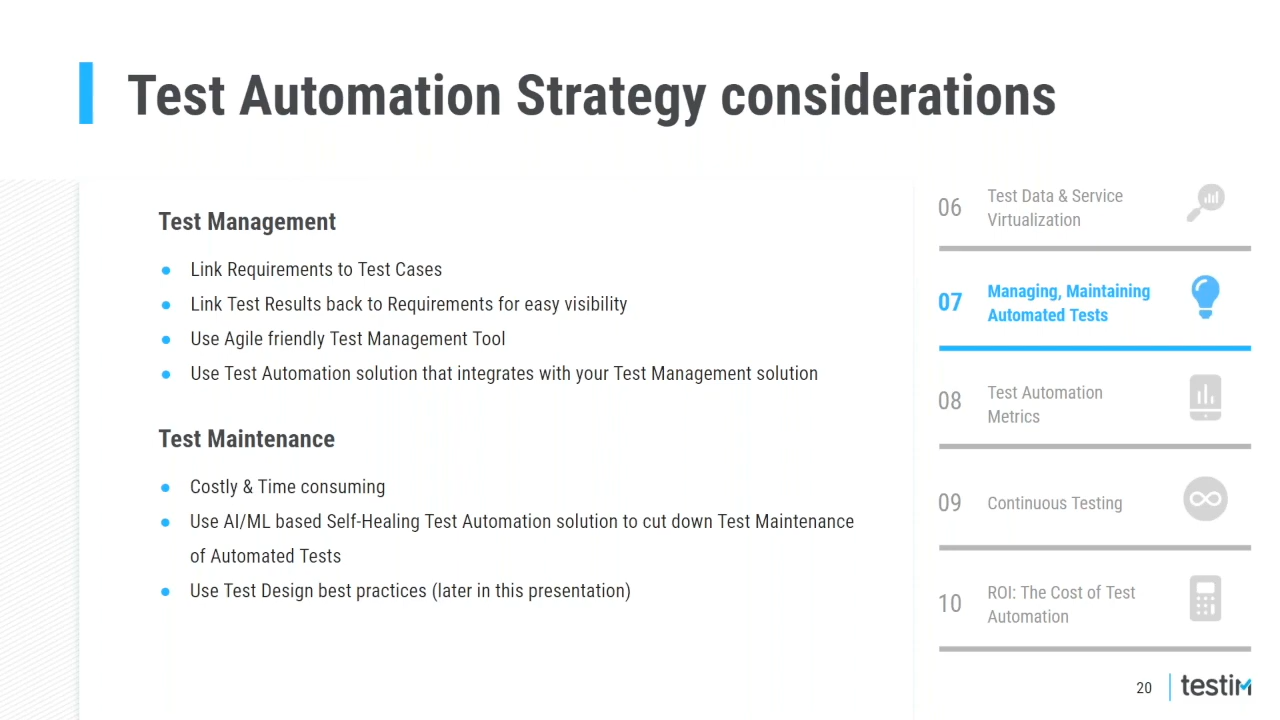 Test Automation Strategy considerations
Test Management
Link Requirements to Test Cases
Link Test Results back to Requirements for easy visibility
Use Agile friendly Test Management Tool
Use Test Automation solution that integrates with your Test Management solution
Test Maintenance
Costly & Time consuming
Use AI/ML based Self-Healing Test Automation solution to cut down Test Maintenance
of Automated Tests
Use Test Design best practices (later in this presentation)
06
Test Data & Service
Virtualization
07
Managing, Maintaining
Automated Tests
08
Test Automation
Metrics
09
Continuous Testing
10
ROI: The Cost of Test
Automation
20
testim